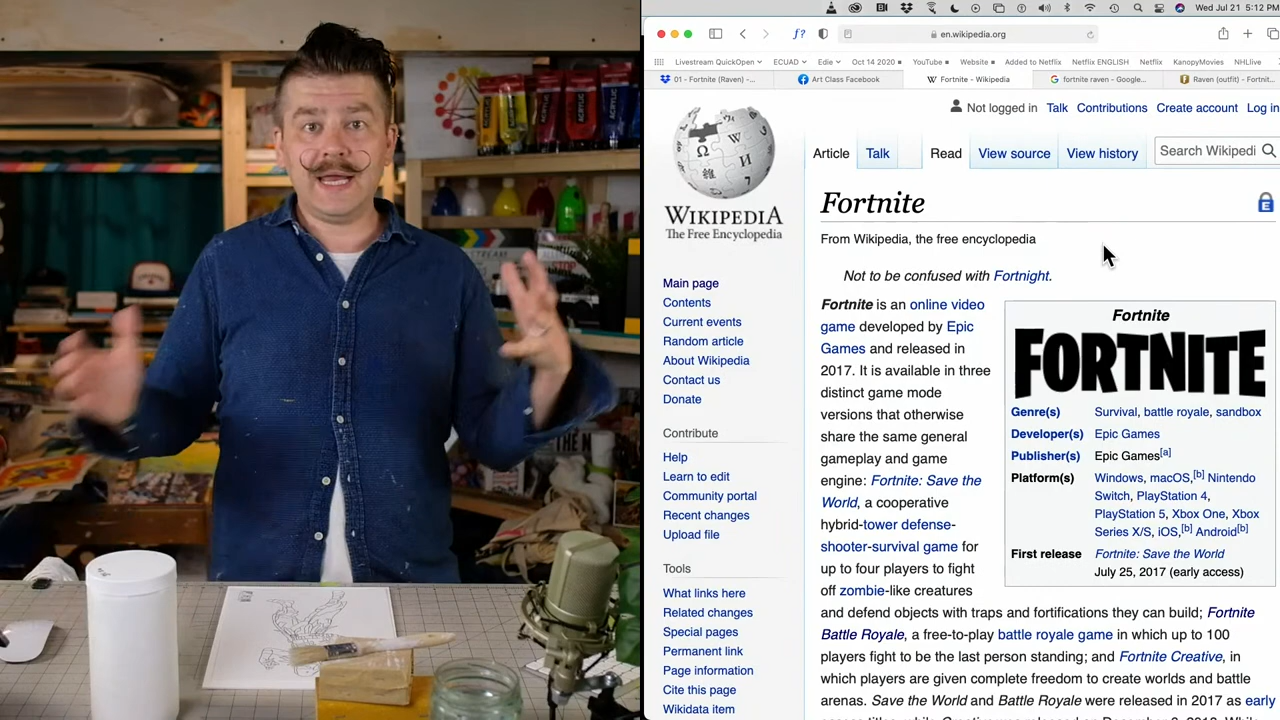 Wed Jul 21 5:12 PM
en.wikipedia.org
Livestream QuickOpen ECUAD Edie Oct 14 2020 YouTube Website Added to Netflix Netflix ENGLISH Netflix KanopyMovies NHLive
01 - Fortnite (Raven) -... Art Class Facebook Fortnite - Wikipedia fortnite raven - Google... Raven (outfit) - Fortnit...
Not logged in Talk Contributions Create account Log in
Article Talk Read View source View history Search Wikipedi
WIKIPEDIA
The Free Encyclopedia
Main page
Contents
Current events
Random article
About Wikipedia
Contact us
Donate
Contribute
Help
Learn to edit
Community portal
Recent changes
Upload file
Tools
What links here
Related changes
Special pages
Permanent link
Page information
Cite this page
Wikidata item
Fortnite
From Wikipedia, the free encyclopedia
Not to be confused with Fortnight.
Fortnite is an online video
game developed by Epic
Games and released in
2017. It is available in three
distinct game mode
versions that otherwise
share the same general
gameplay and game
engine: Fortnite: Save the
World, a cooperative
hybrid-tower defense-
shooter-survival game for
up to four players to fight
off zombie-like creatures
and defend objects with traps and fortifications they can build; Fortnite
Battle Royale, a free-to-play battle royale game in which up to 100
players fight to be the last person standing; and Fortnite Creative, in
which players are given complete freedom to create worlds and battle
arenas. Save the World and Battle Royale were released in 2017 as early
Fortnite
FORTNITE
Genre(s) Survival, battle royale, sandbox
Developer(s) Epic Games
Publisher(s) Epic Games[a]
Platform(s) Windows, macOS,[b] Nintendo
Switch, PlayStation 4,
PlayStation 5, Xbox One, Xbox
Series X/S, iOS,[b] Android[b]
First release Fortnite: Save the World
July 25, 2017 (early access)